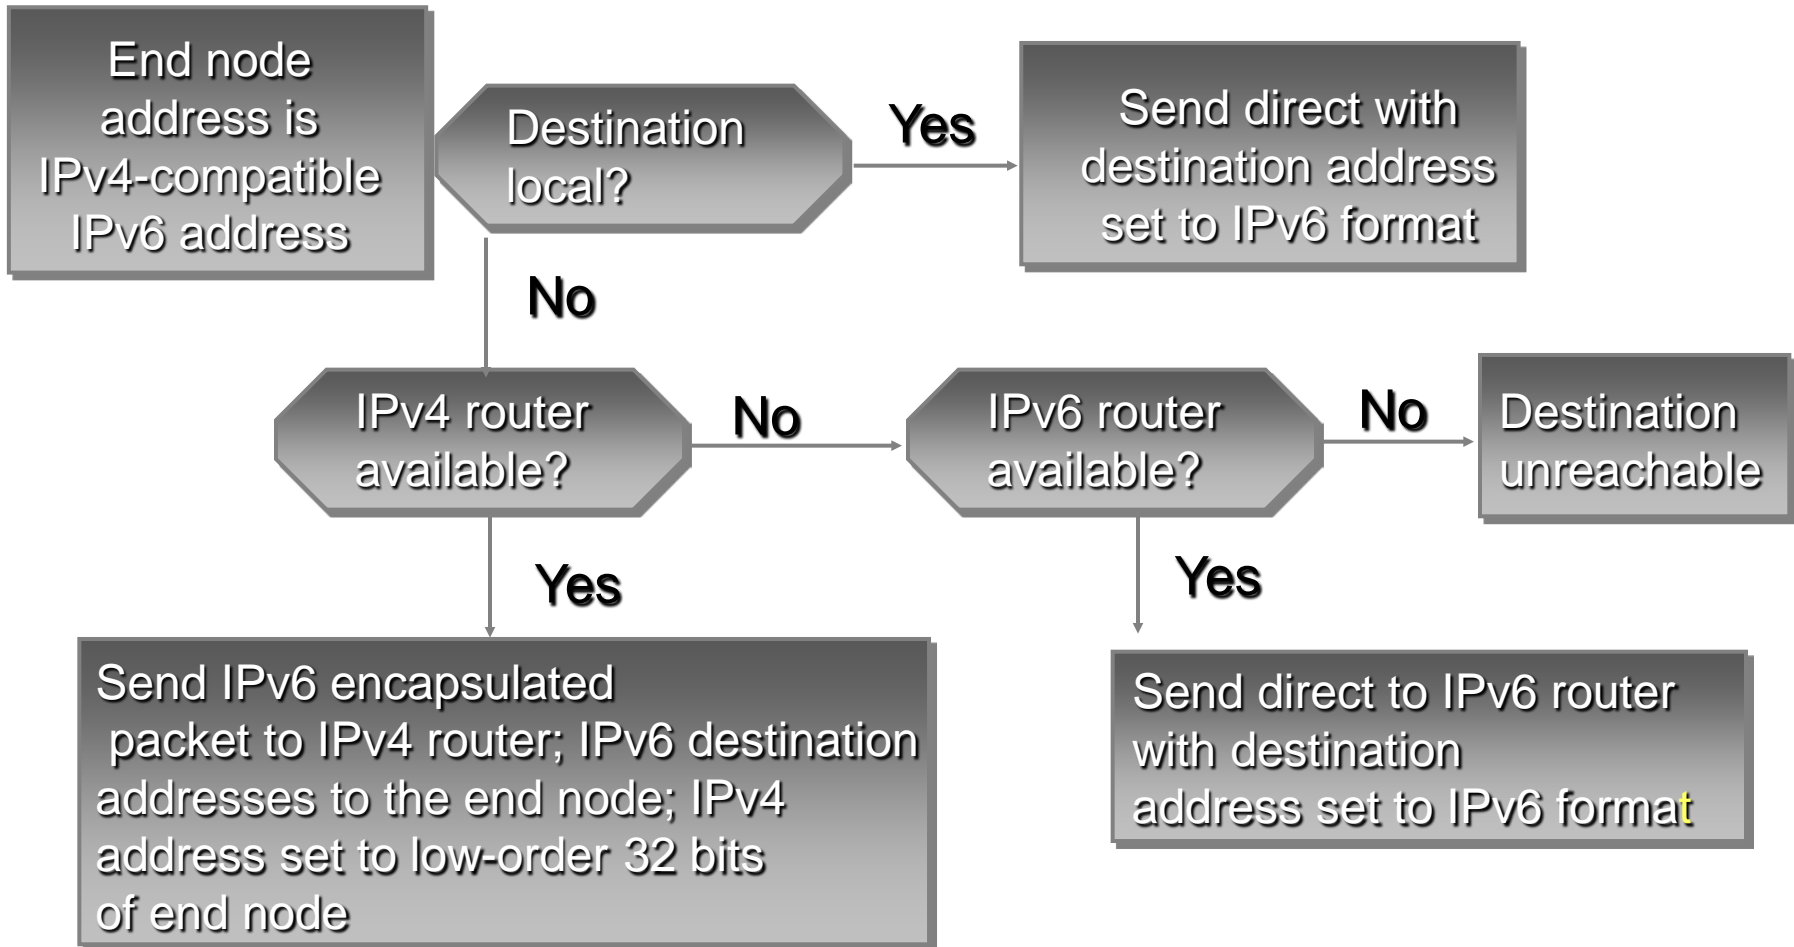 End node
address is
IPv4-compatible
IPv6 address
Destination
local?
Yes
Send direct with
destination address
set to IPv6 format
No
IPv4 router
available?
No
IPv6 router
available?
No
Destination
unreachable
Yes
Yes
Send IPv6 encapsulated
packet to IPv4 router; IPv6 destination
addresses to the end node; IPv4
address set to low-order 32 bits
of end node
Send direct to IPv6 router
with destination
address set to IPv6 format